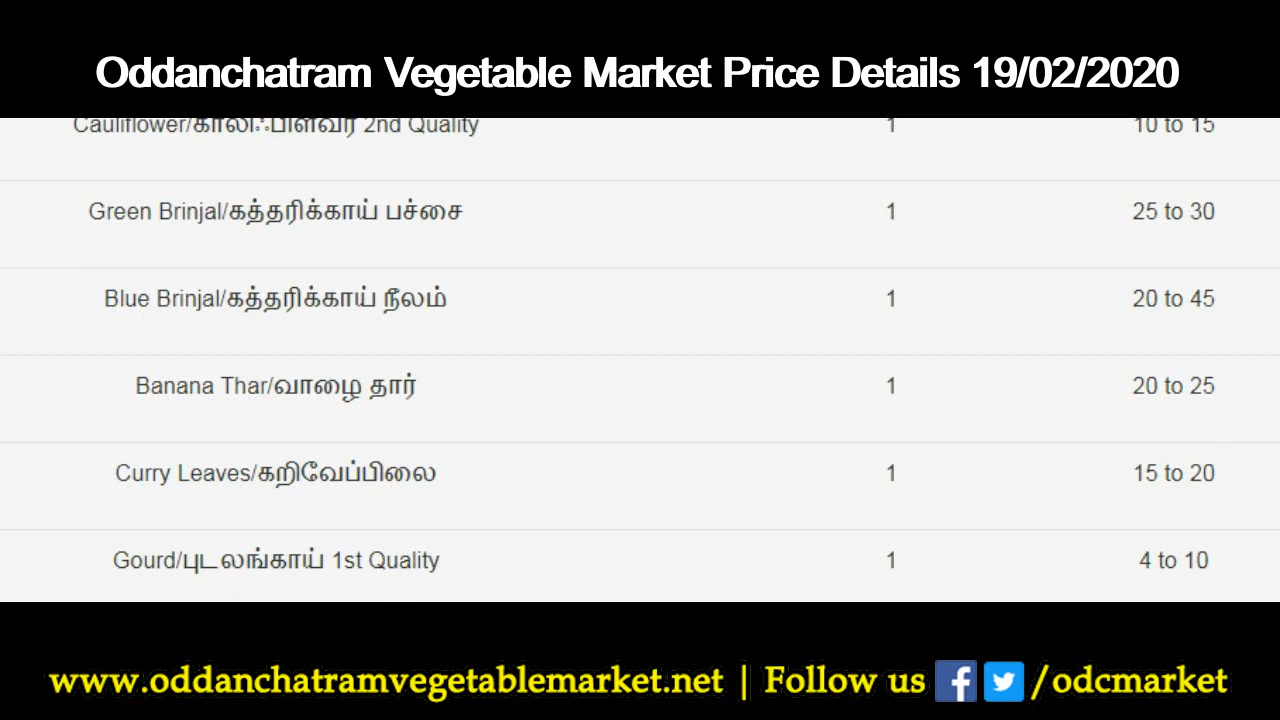 Oddanchatram Vegetable Market Price Details 19/02/2020
Cauliflower/காலிஃபிளவர் 2nd Quality 1 10 to 15
Green Brinjal/கத்தரிக்காய் பச்சை 1 25 to 30
Blue Brinjal/கத்தரிக்காய் நீலம் 1 20 to 45
Banana Thar/வாழை தார் 1 20 to 25
Curry Leaves/கறிவேப்பிலை 1 15 to 20
Gourd/புடலங்காய் 1st Quality 1 4 to 10
www.oddanchatramvegetablemarket.net | Follow us /odcmarket